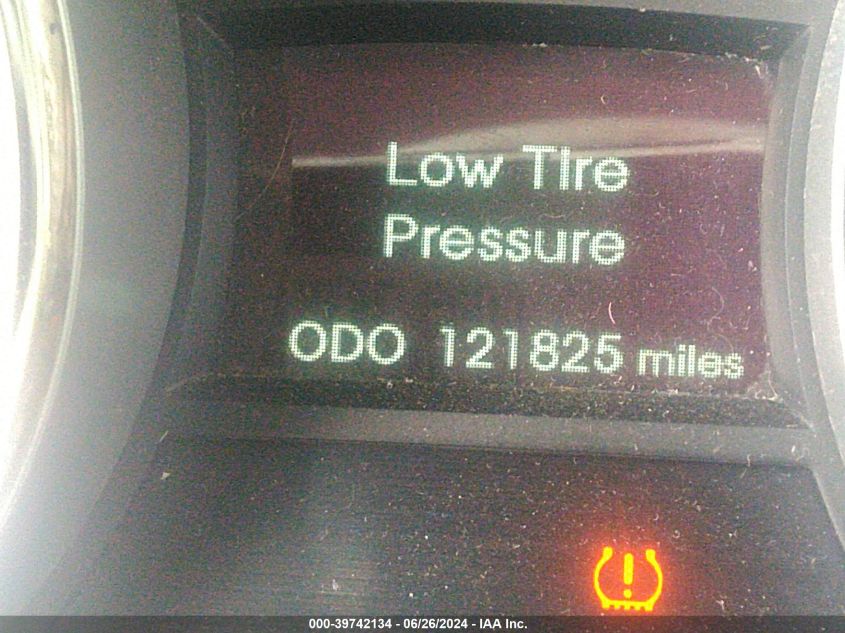 Low Tire
Pressure
ODO 121825 miles
000-39742134 - 06/26/2024 - IAA Inc.